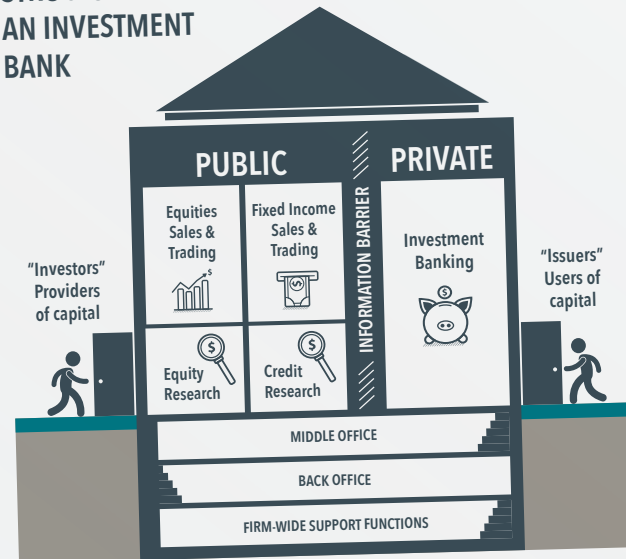 AN INVESTMENT
BANK
PUBLIC
PRIVATE
Equities
Sales &
Trading
$
Fixed Income
Sales &
Trading
$
INFORMATION BARRIER
Investment
Banking
$
"Investors"
Providers
of capital
"Issuers"
Users of
capital
$
Equity
Research
$
Credit
Research
MIDDLE OFFICE
BACK OFFICE
FIRM-WIDE SUPPORT FUNCTIONS